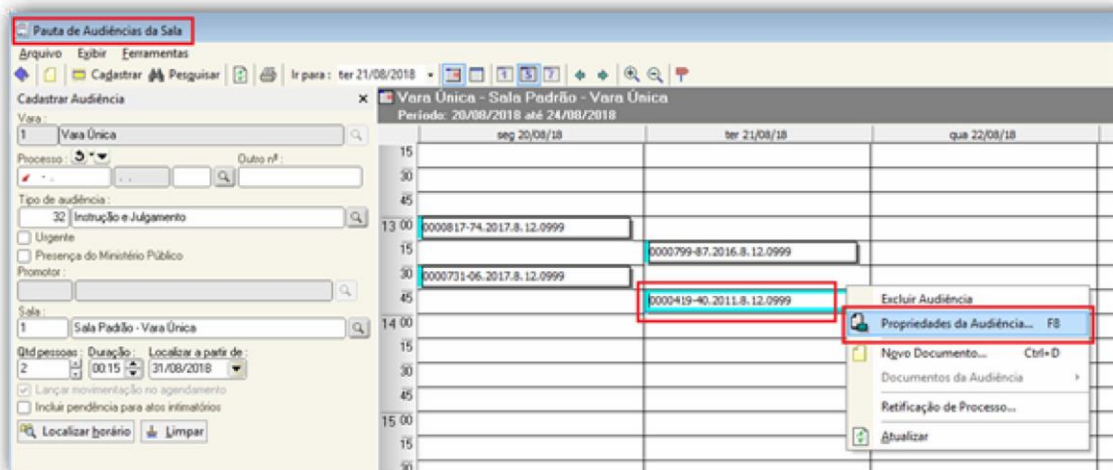 Pauta de Audiências da Sala
Arquivo Exibir Ferramentas
Cadastrar Pesquisar Ir para: ter 21/08/2018 1 5 7
Cadastrar Audiência x
Vara :
1 Vara Única
Processo : Outro nº :
Tipo de audiência :
32 Instrução e Julgamento
Urgente
Presença do Ministério Público
Promotor :
Sala :
1 Sala Padrão - Vara Única
Qtd pessoas : Duração : Localizar a partir de :
2 00:15 31/08/2018
Lançar movimentação no agendamento
Incluir pendência para atos intimatórios
Localizar horário Limpar
Vara Única - Sala Padrão - Vara Única
Período: 20/08/2018 até 24/08/2018
seg 20/08/18 ter 21/08/18 qua 22/08/18
15
30
45
13 00 0000817-74.2017.8.12.0999
15 0000799-87.2016.8.12.0999
30 0000731-06.2017.8.12.0999
45 0000419-40.2011.8.12.0999
14 00
15
30
45
15 00
15
30
Excluir Audiência
Propriedades da Audiência... F8
Novo Documento... Ctrl+D
Documentos da Audiência
Retificação de Processo...
Atualizar